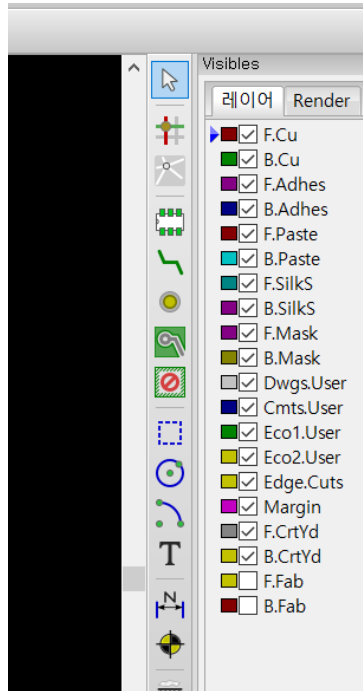 Visibles
레이어 Render
F.Cu
B.Cu
F.Adhes
B.Adhes
F.Paste
B.Paste
F.SilkS
B.SilkS
F.Mask
B.Mask
Dwgs.User
Cmts.User
Eco1.User
Eco2.User
Edge.Cuts
Margin
F.CrtYd
B.CrtYd
F.Fab
B.Fab
T
N